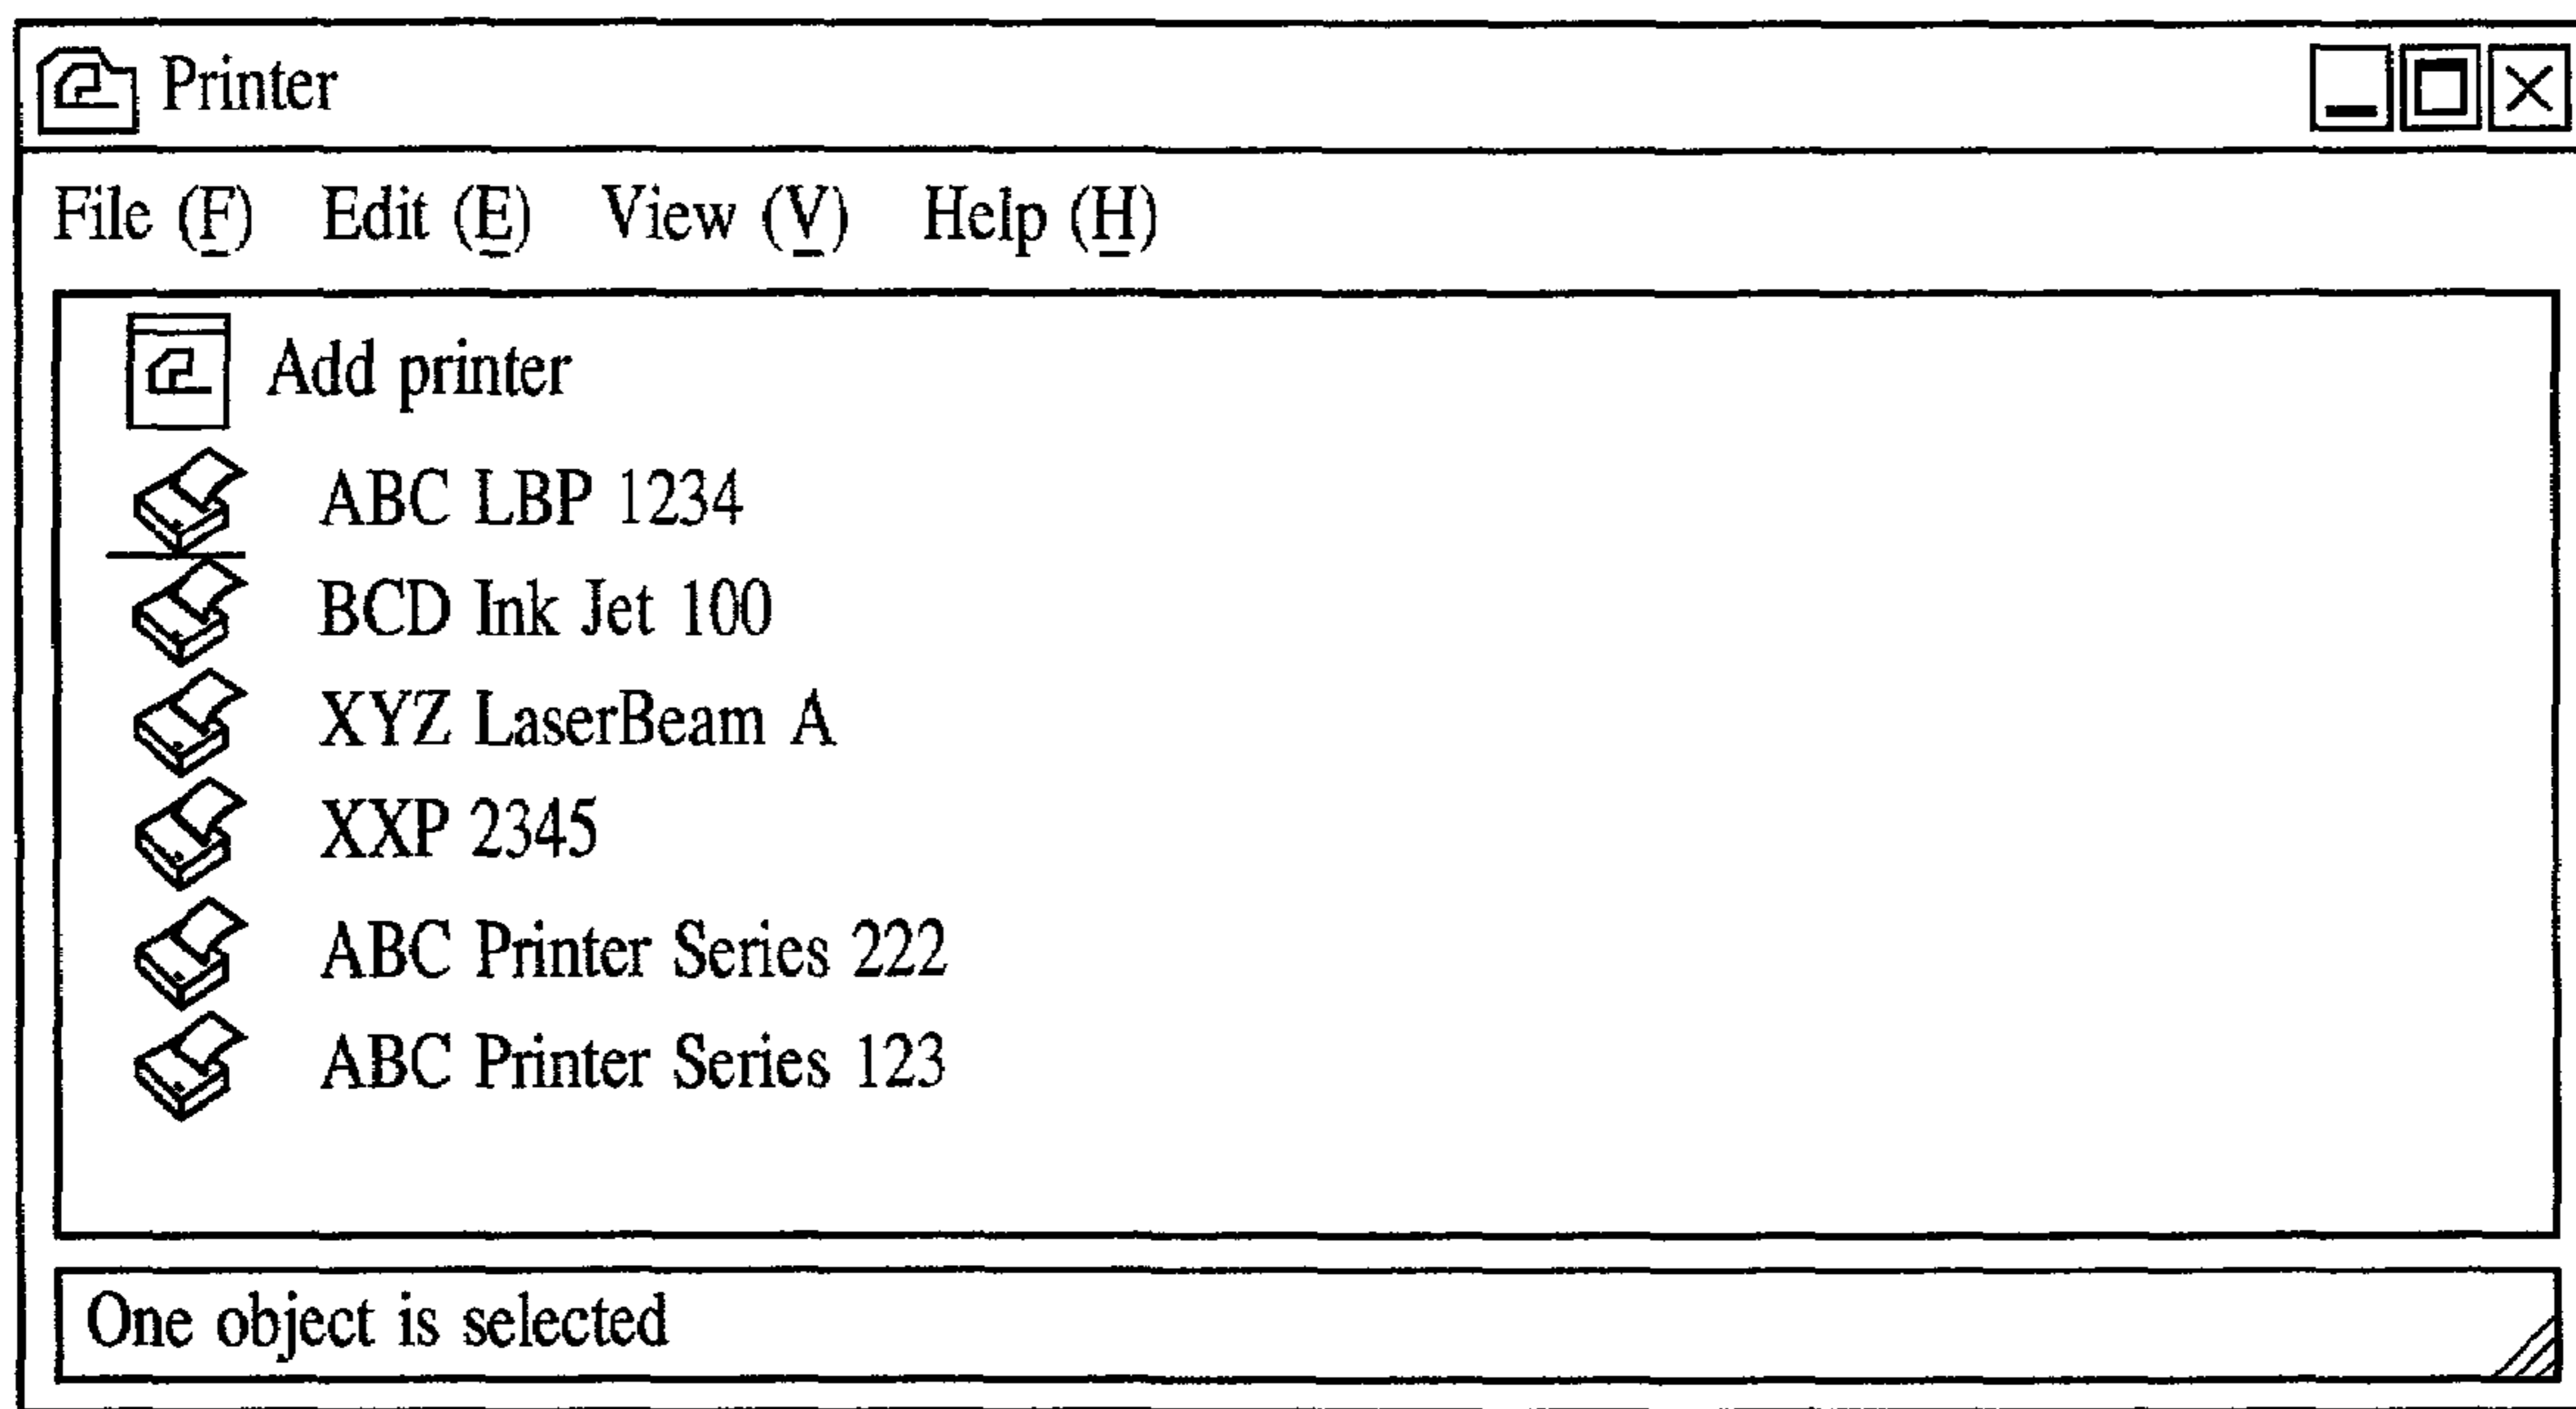 Printer
File (F) Edit (E) View (V) Help (H)
Add printer
ABC LBP 1234
BCD Ink Jet 100
XYZ LaserBeam A
XXP 2345
ABC Printer Series 222
ABC Printer Series 123
One object is selected